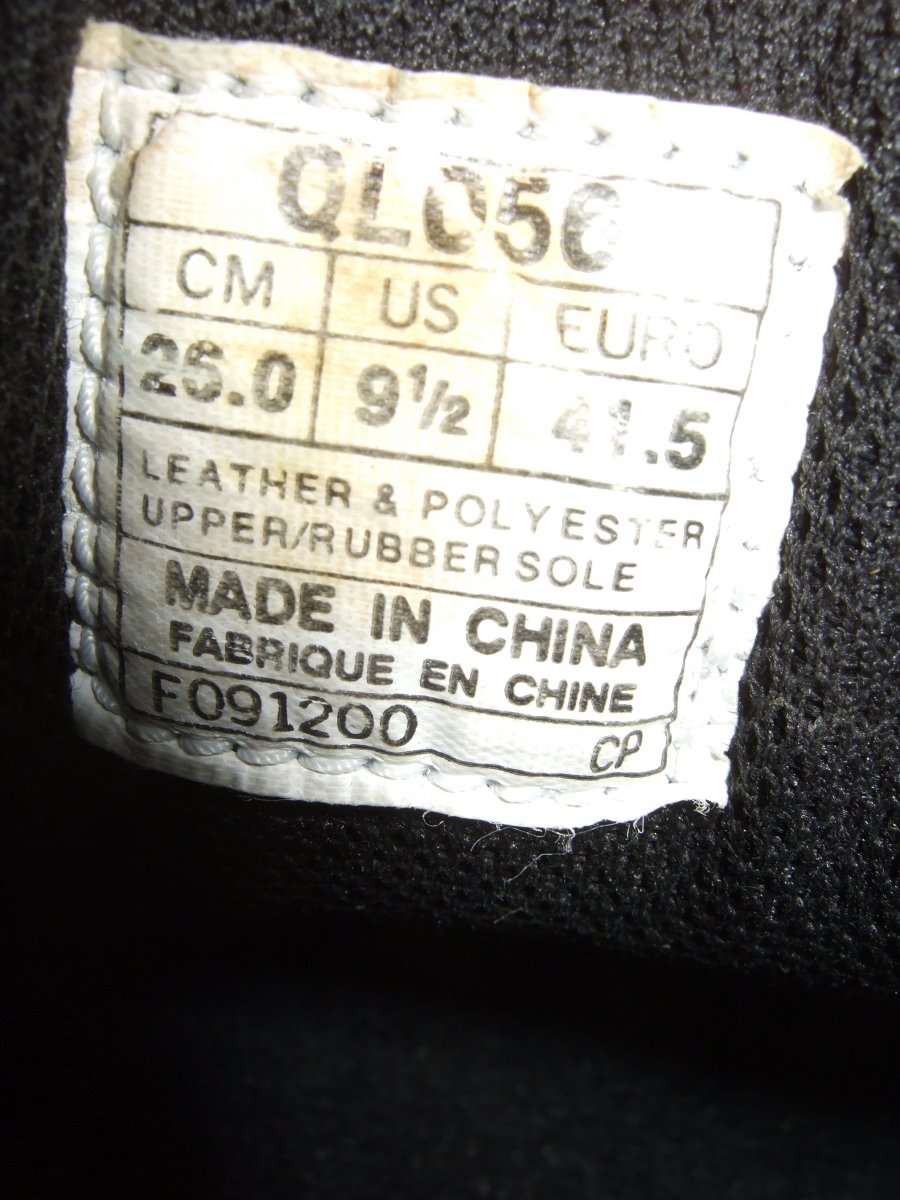 QL056
CM US EURO
26.0 9½ 41.5
LEATHER & POLYESTER
UPPER/RUBBER SOLE
MADE IN CHINA
FABRIQUE EN CHINE
F091200 CP